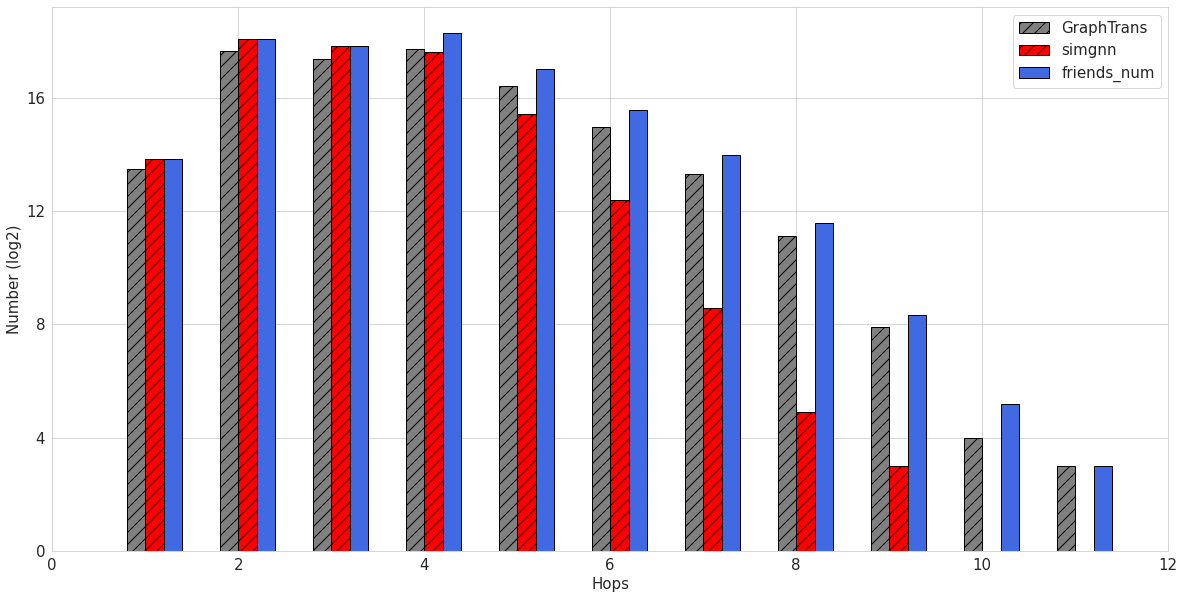 GraphTrans
simgnn
friends_num
Number (log2)
16
12
8
4
0
0 2 4 6 8 10 12
Hops